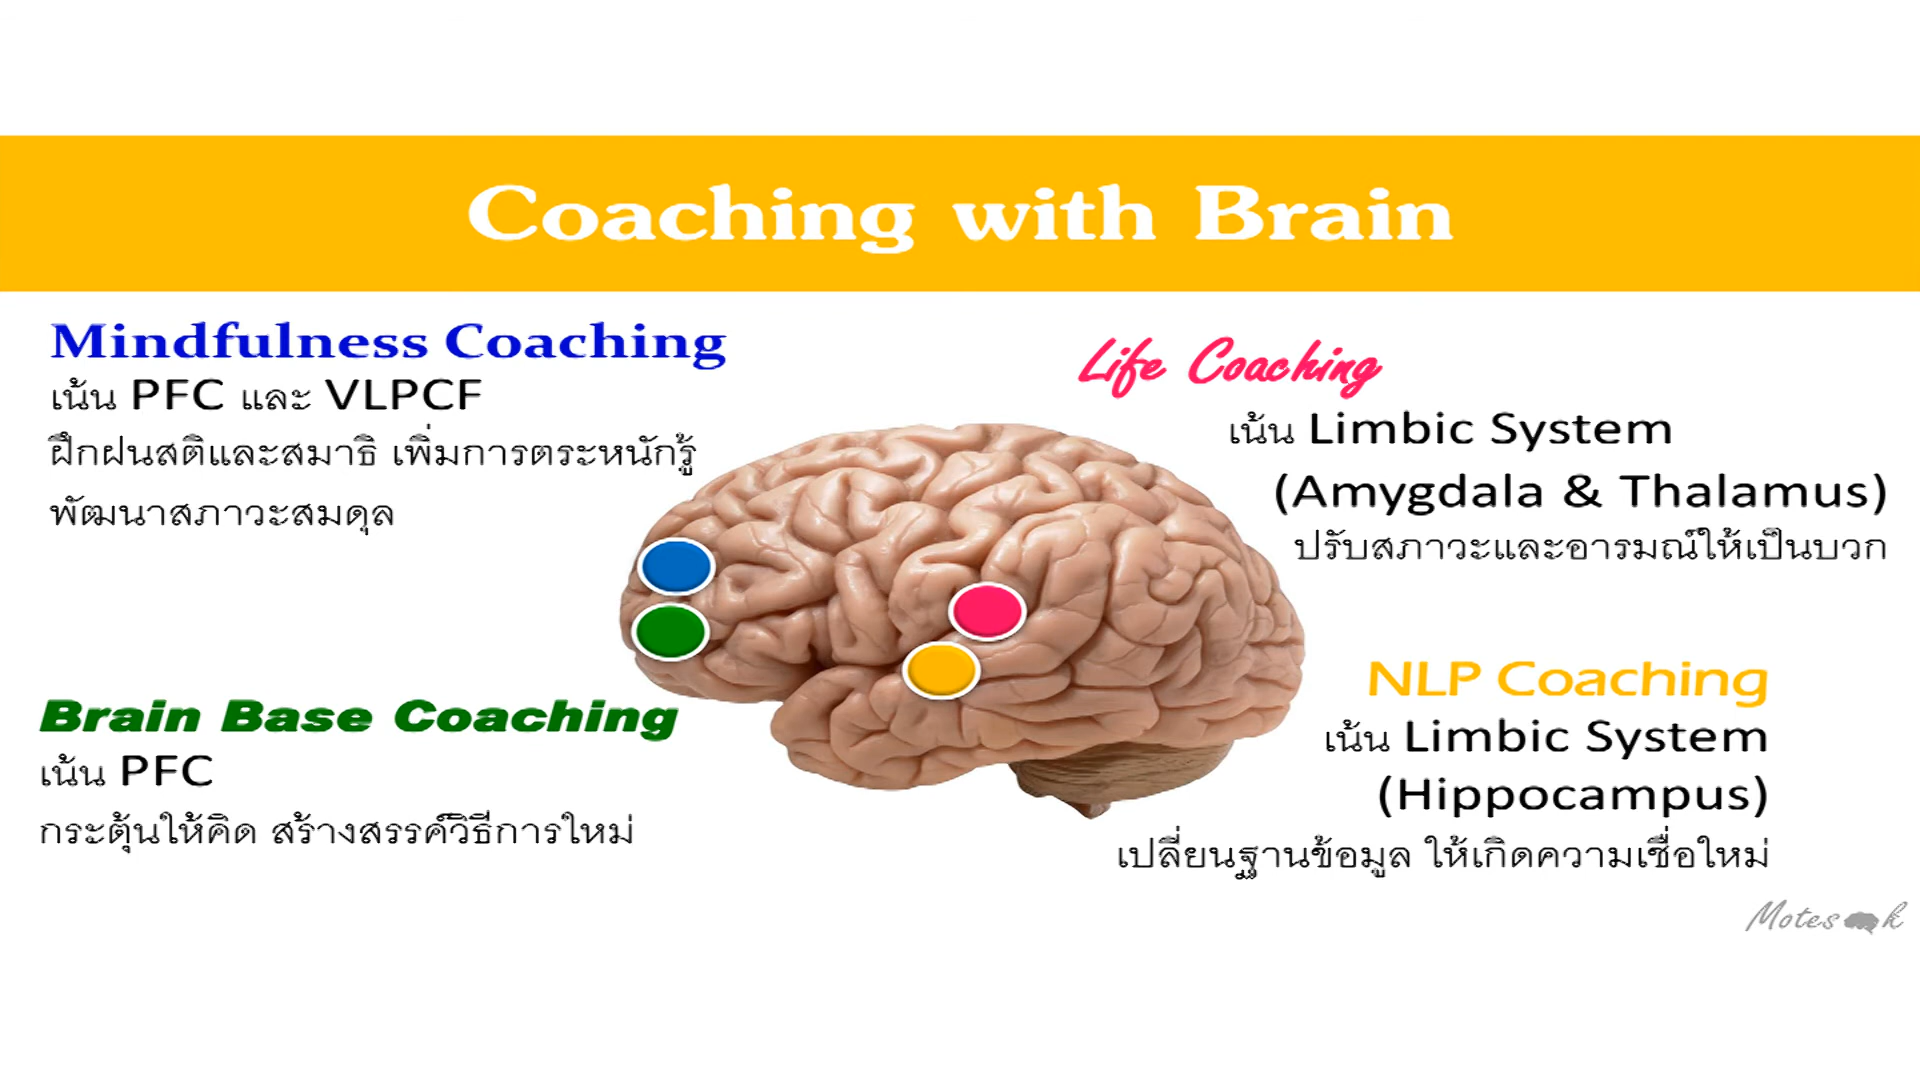 Coaching with Brain
Mindfulness Coaching
เน้น PFC และ VLPCF
ฝึกฝนสติและสมาธิ เพิ่มการตระหนักรู้
พัฒนาสภาวะสมดุล
Life Coaching
เน้น Limbic System
(Amygdala & Thalamus)
ปรับสภาวะและอารมณ์ให้เป็นบวก
Brain Base Coaching
เน้น PFC
กระตุ้นให้คิด สร้างสรรค์วิธีการใหม่
NLP Coaching
เน้น Limbic System
(Hippocampus)
เปลี่ยนฐานข้อมูล ให้เกิดความเชื่อใหม่
Motes k